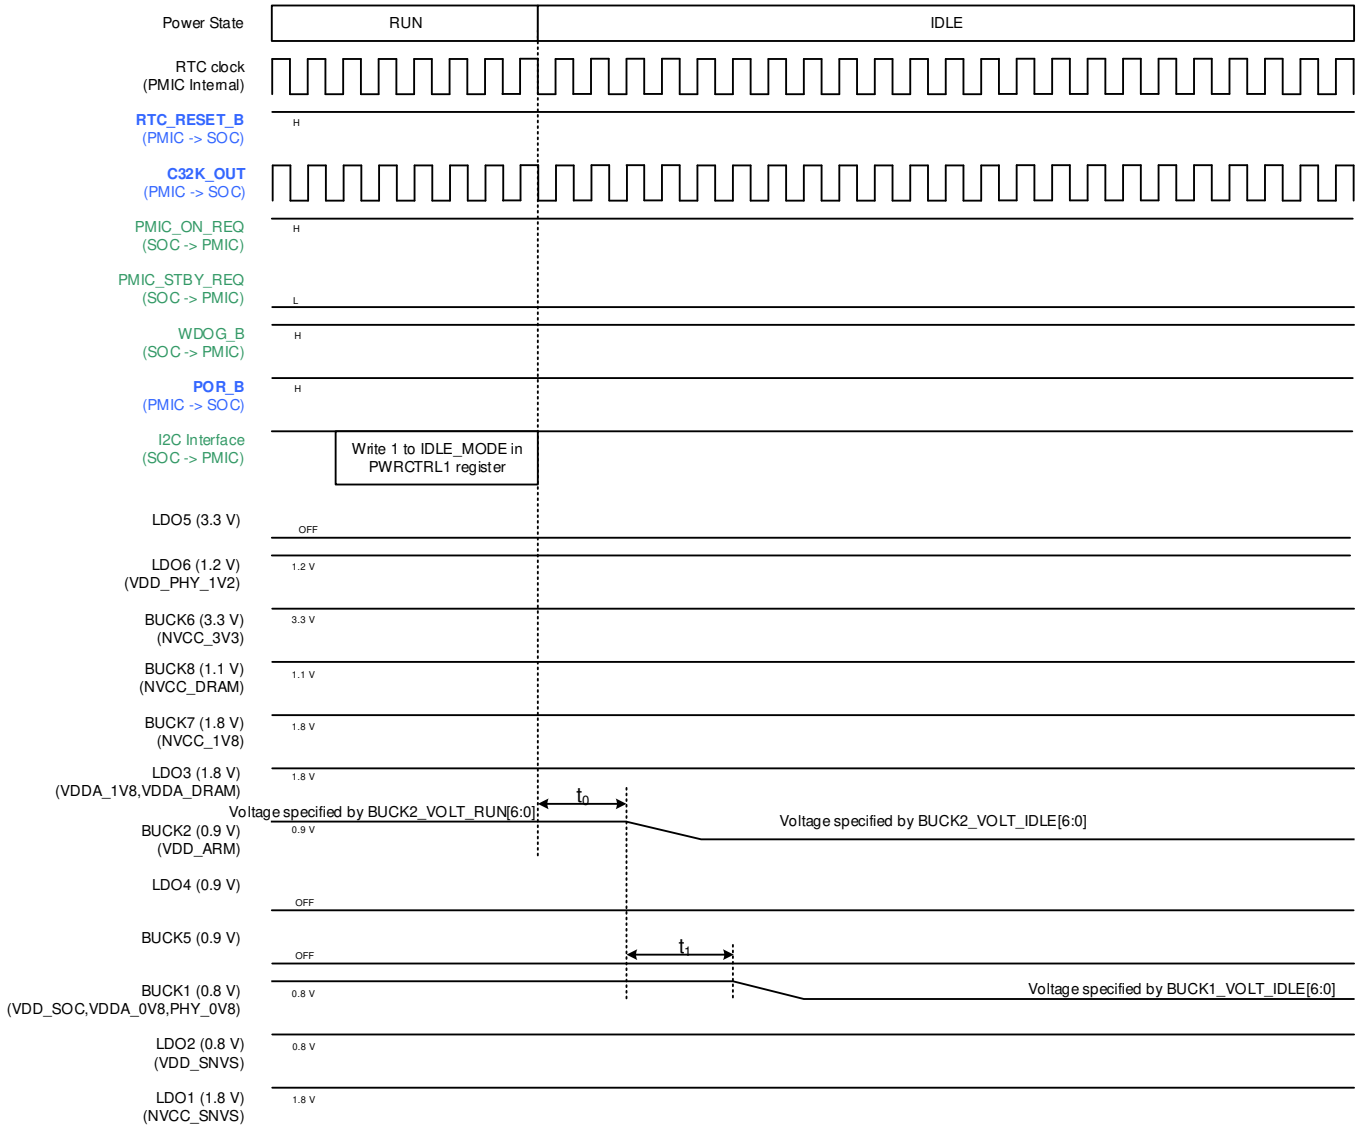 Power State
RUN
IDLE
RTC clock
(PMIC Internal)
RTC_RESET_B
(PMIC -> SOC)
H
C32K_OUT
(PMIC -> SOC)
PMIC_ON_REQ
(SOC -> PMIC)
H
PMIC_STBY_REQ
(SOC -> PMIC)
L
WDOG_B
(SOC -> PMIC)
H
POR_B
(PMIC -> SOC)
H
I2C Interface
(SOC -> PMIC)
Write 1 to IDLE_MODE in
PWRCTRL1 register
LDO5 (3.3 V)
OFF
LDO6 (1.2 V)
(VDD_PHY_1V2)
1.2 V
BUCK6 (3.3 V)
(NVCC_3V3)
3.3 V
BUCK8 (1.1 V)
(NVCC_DRAM)
1.1 V
BUCK7 (1.8 V)
(NVCC_1V8)
1.8 V
LDO3 (1.8 V)
(VDDA_1V8,VDDA_DRAM)
1.8 V
t0
Voltage specified by BUCK2_VOLT_RUN[6:0]
Voltage specified by BUCK2_VOLT_IDLE[6:0]
BUCK2 (0.9 V)
(VDD_ARM)
0.9 V
LDO4 (0.9 V)
OFF
BUCK5 (0.9 V)
OFF
t1
BUCK1 (0.8 V)
(VDD_SOC,VDDA_0V8,PHY_0V8)
0.8 V
Voltage specified by BUCK1_VOLT_IDLE[6:0]
LDO2 (0.8 V)
(VDD_SNVS)
0.8 V
LDO1 (1.8 V)
(NVCC_SNVS)
1.8 V